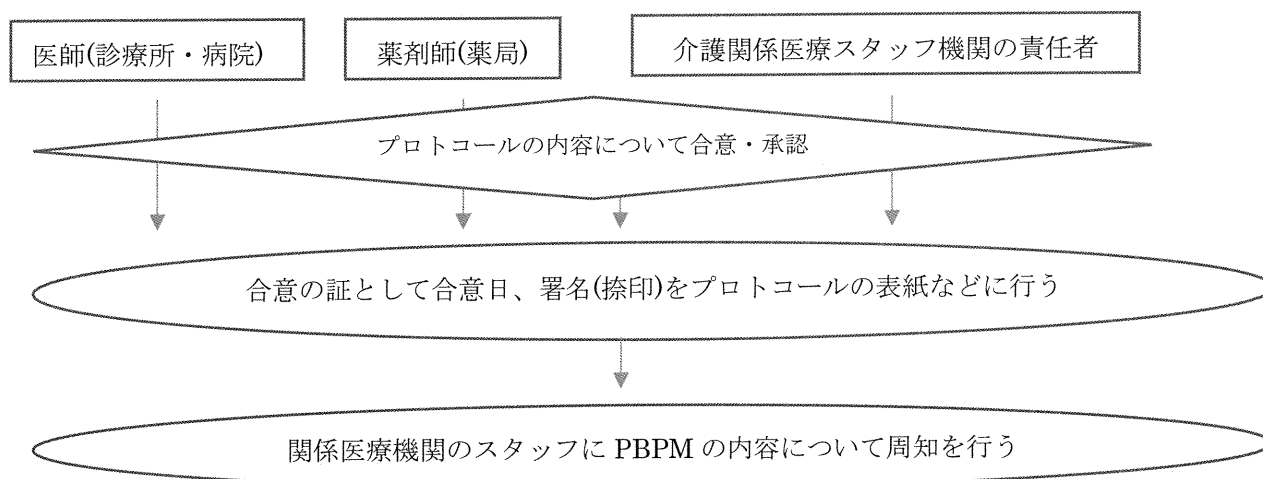 医師(診療所・病院)
薬剤師(薬局)
介護関係医療スタッフ機関の責任者
プロトコールの内容について合意・承認
合意の証として合意日、署名(捺印)をプロトコールの表紙などに行う
関係医療機関のスタッフに PBPM の内容について周知を行う